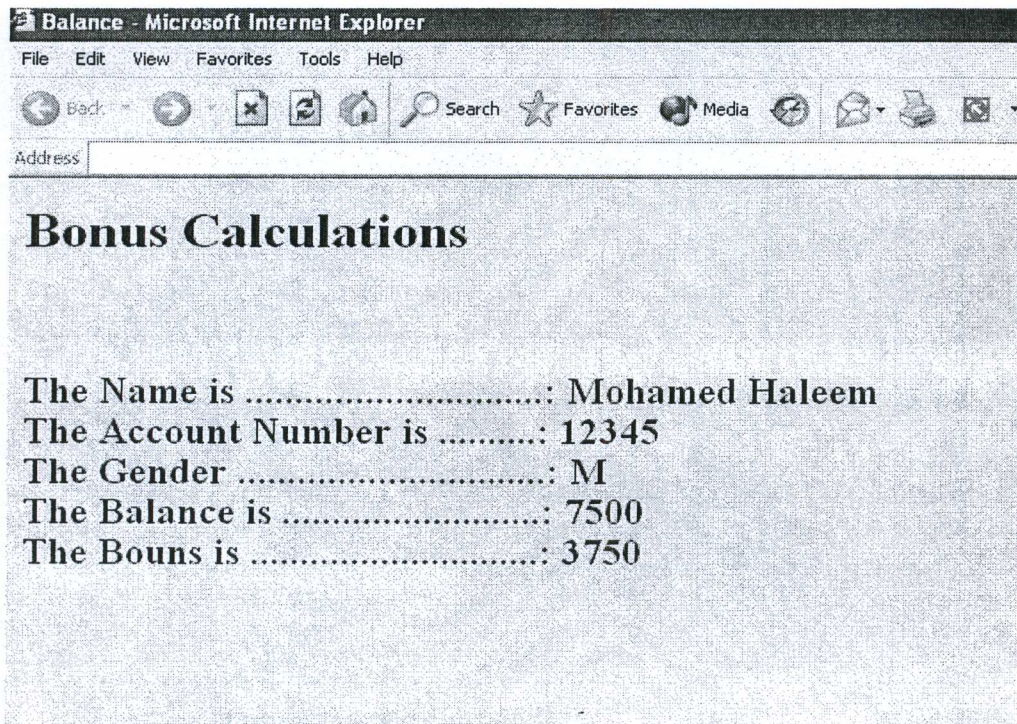 Balance - Microsoft Internet Explorer
File Edit View Favorites Tools Help
Back Search Favorites Media
Address
Bonus Calculations
The Name is ..............................: Mohamed Haleem
The Account Number is ..........: 12345
The Gender ...............................: M
The Balance is ..........................: 7500
The Bouns is .............................: 3750